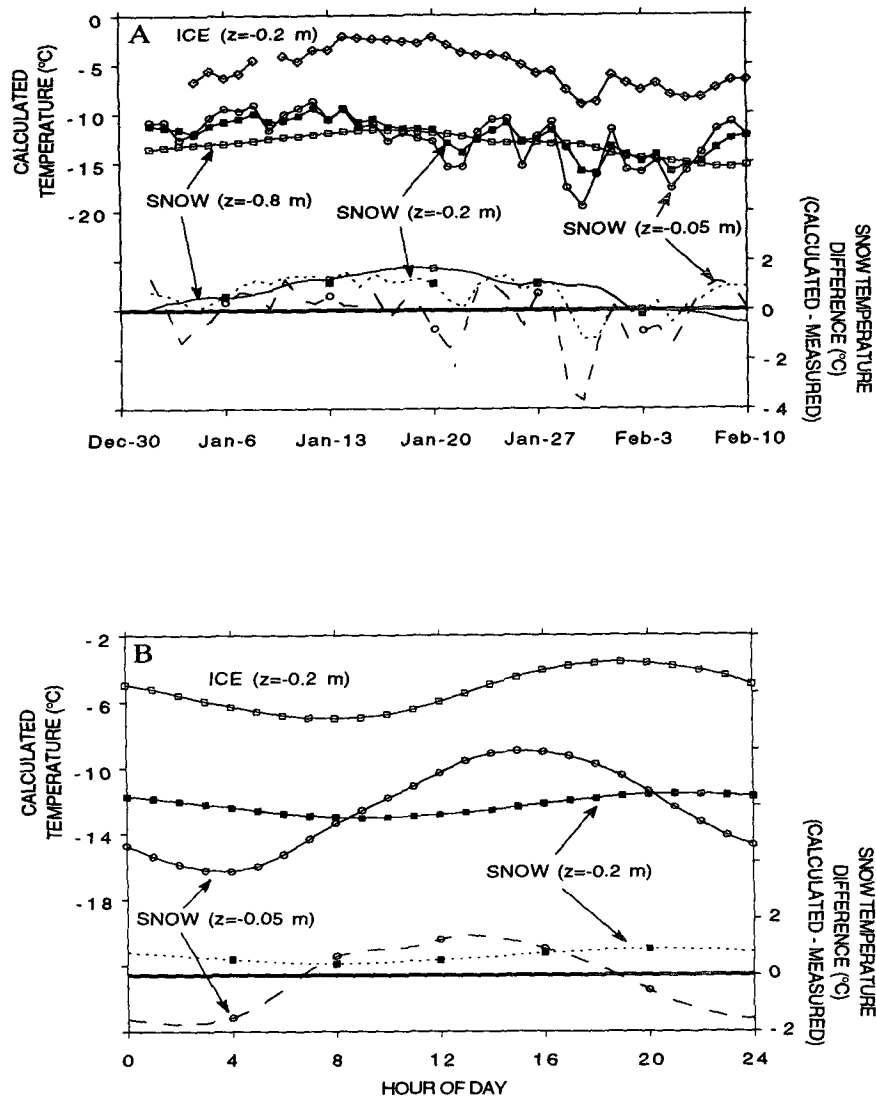 A
ICE (z=-0.2 m)
0
-5
-10
-15
-20
CALCULATED
TEMPERATURE (°C)
SNOW (z=-0.8 m)
SNOW (z=-0.2 m)
SNOW (z=-0.05 m)
2
0
-2
-4
SNOW TEMPERATURE
DIFFERENCE (°C)
(CALCULATED - MEASURED)
Dec-30
Jan-6
Jan-13
Jan-20
Jan-27
Feb-3
Feb-10
B
ICE (z=-0.2 m)
-2
-6
-10
-14
-18
CALCULATED
TEMPERATURE (°C)
SNOW (z=-0.2 m)
SNOW (z=-0.05 m)
2
0
-2
SNOW TEMPERATURE
DIFFERENCE (°C)
(CALCULATED - MEASURED)
0
4
8
12
16
20
24
HOUR OF DAY